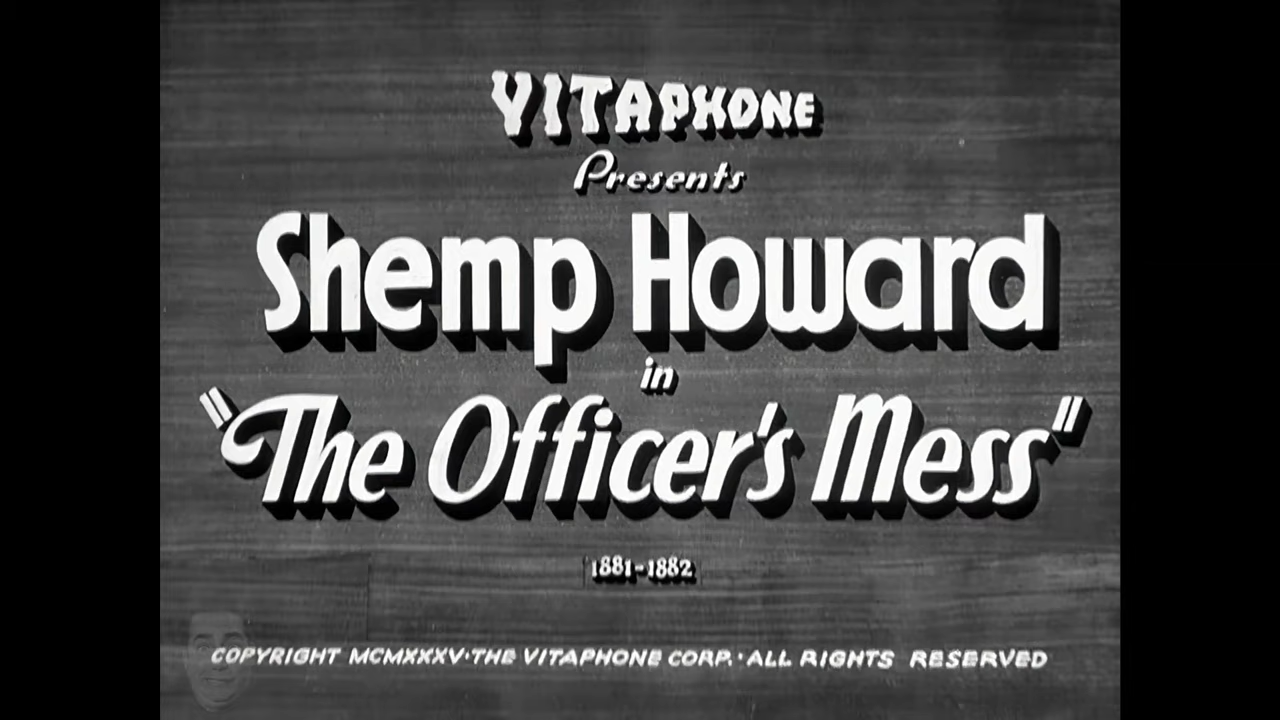 VITAPHONE
Presents
Shemp Howard
in
"The Officer's Mess"
1881-1882
COPYRIGHT MCMXXXV·THE VITAPHONE CORP.·ALL RIGHTS RESERVED